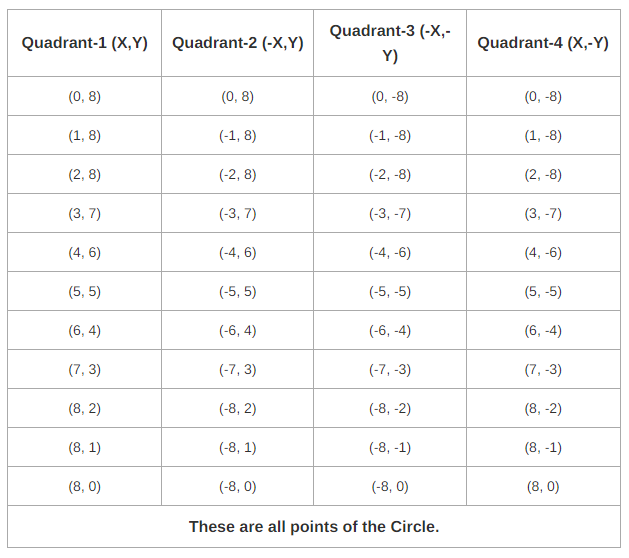 Quadrant-1 (X,Y) Quadrant-2 (-X,Y) Quadrant-3 (-X,-
Y) Quadrant-4 (X,-Y)
(0, 8) (0, 8) (0, -8) (0, -8)
(1, 8) (-1, 8) (-1, -8) (1, -8)
(2, 8) (-2, 8) (-2, -8) (2, -8)
(3, 7) (-3, 7) (-3, -7) (3, -7)
(4, 6) (-4, 6) (-4, -6) (4, -6)
(5, 5) (-5, 5) (-5, -5) (5, -5)
(6, 4) (-6, 4) (-6, -4) (6, -4)
(7, 3) (-7, 3) (-7, -3) (7, -3)
(8, 2) (-8, 2) (-8, -2) (8, -2)
(8, 1) (-8, 1) (-8, -1) (8, -1)
(8, 0) (-8, 0) (-8, 0) (8, 0)
These are all points of the Circle.